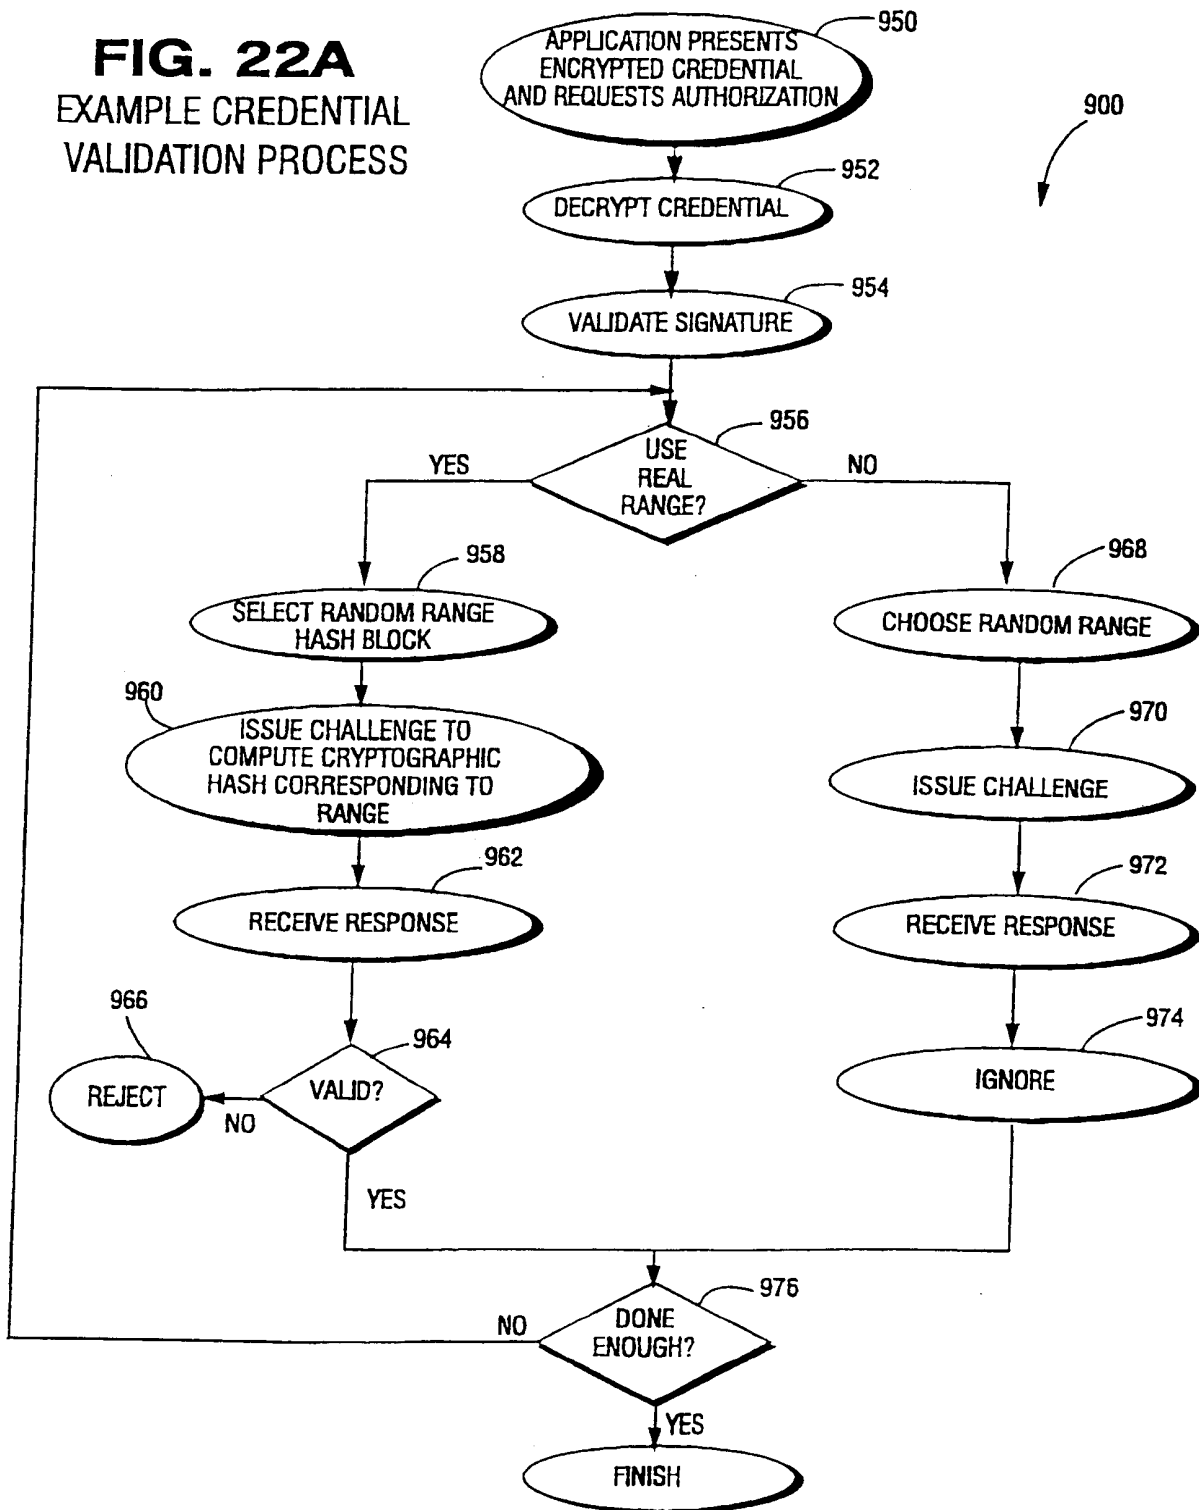 FIG. 22A
EXAMPLE CREDENTIAL
VALIDATION PROCESS
950
APPLICATION PRESENTS
ENCRYPTED CREDENTIAL
AND REQUESTS AUTHORIZATION
900
952
DECRYPT CREDENTIAL
954
VALIDATE SIGNATURE
956
USE
REAL
RANGE?
YES
NO
958
SELECT RANDOM RANGE
HASH BLOCK
968
CHOOSE RANDOM RANGE
960
ISSUE CHALLENGE TO
COMPUTE CRYPTOGRAPHIC
HASH CORRESPONDING TO
RANGE
970
ISSUE CHALLENGE
962
RECEIVE RESPONSE
972
RECEIVE RESPONSE
966
REJECT
964
VALID?
NO
YES
974
IGNORE
976
DONE
ENOUGH?
NO
YES
FINISH